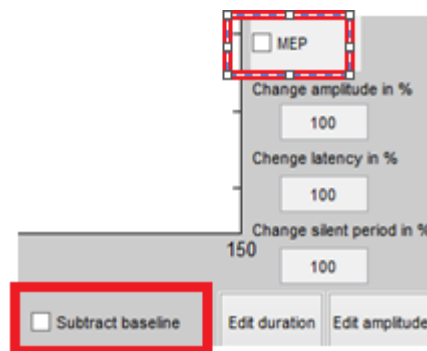 MEP
Change amplitude in %
100
Chenge latency in %
100
Change silent period in %
150
100
Subtract baseline
Edit duration
Edit amplitude